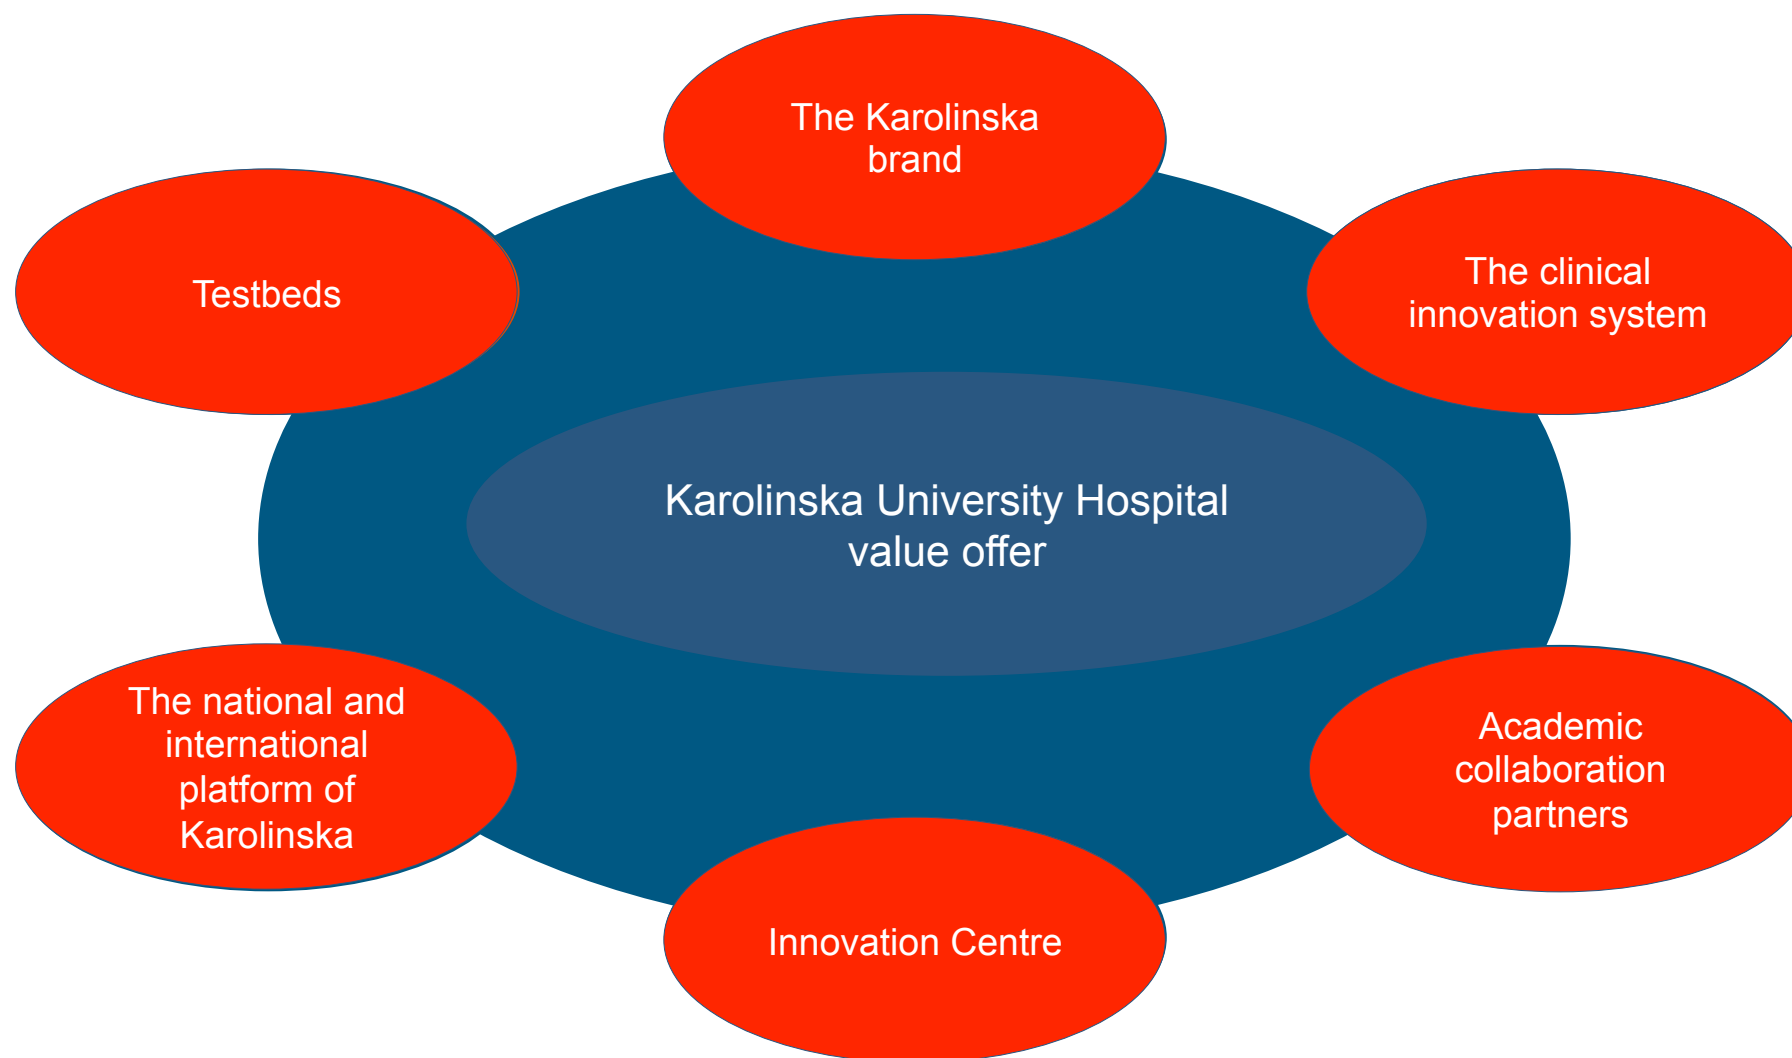 The Karolinska
brand
Testbeds
The clinical
innovation system
Karolinska University Hospital
value offer
The national and
international
platform of
Karolinska
Academic
collaboration
partners
Innovation Centre